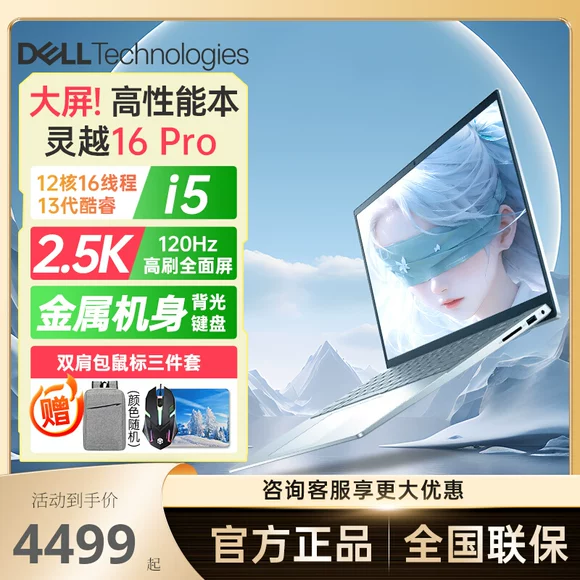 DELL Technologies
大屏! 高性能本
灵越16 Pro
12核16线程
13代酷睿
i5
2.5K
120Hz
高刷全面屏
金属机身
背光
键盘
双肩包鼠标三件套
赠
(颜色随机)
咨询客服享更大优惠
活动到手价
4499 起
官方正品
全国联保